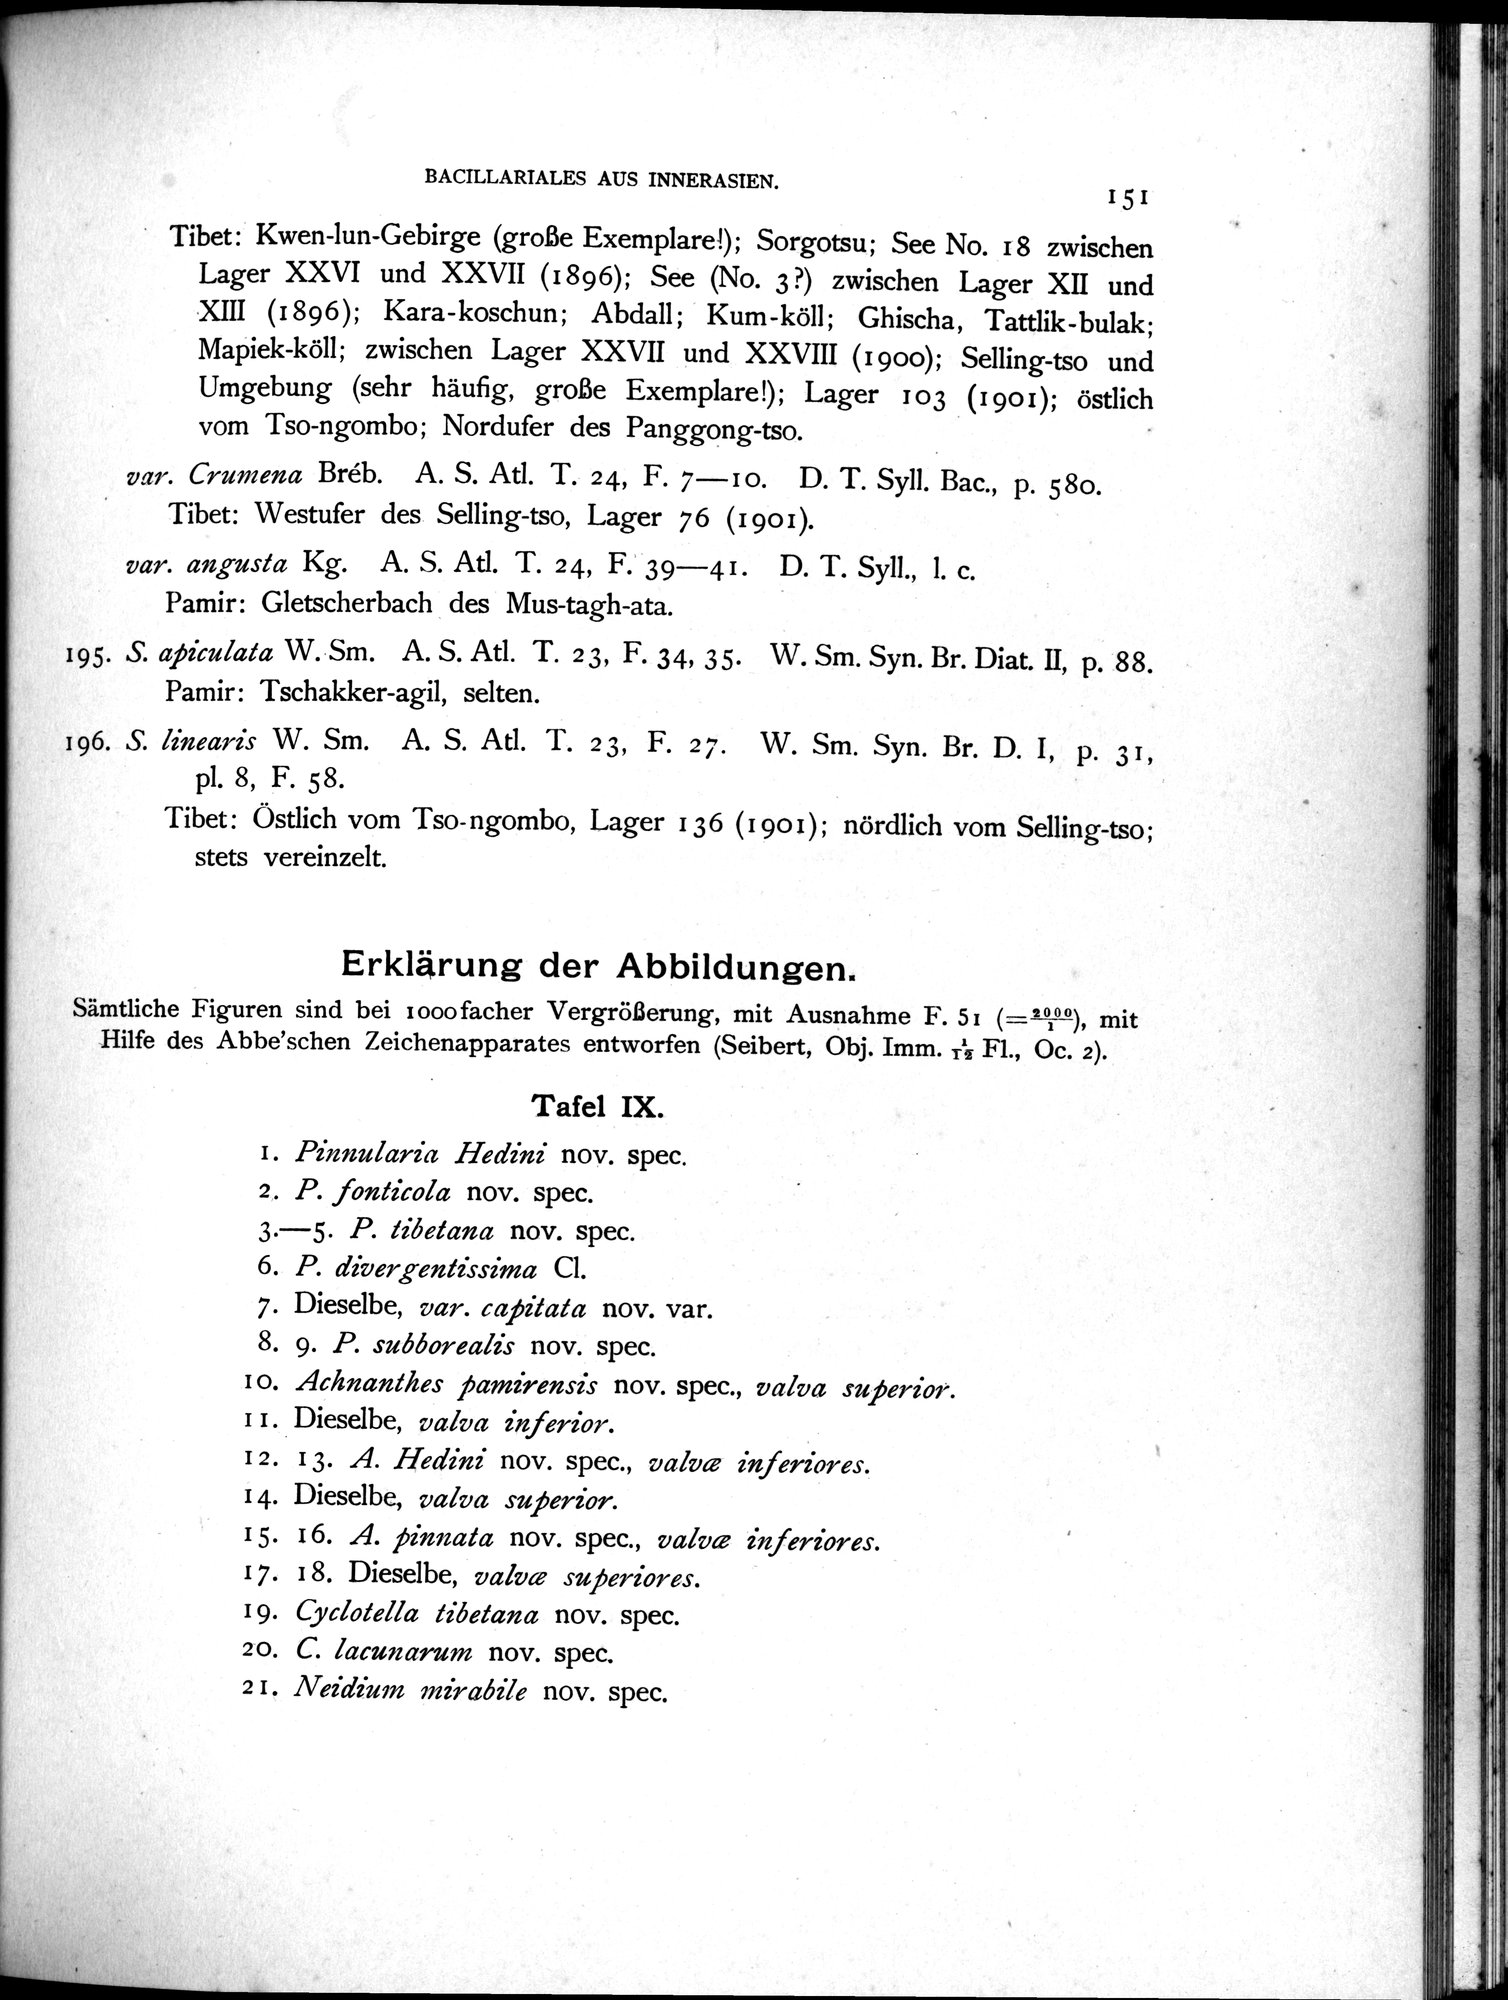 BACILLARIALES AUS INNERASIEN.
151
Tibet: Kwen-lun-Gebirge (große Exemplare!); Sorgotsu; See No. 18 zwischen
Lager XXVI und XXVII (1896); See (No. 3?) zwischen Lager XII und
XIII (1896); Kara-koschun; Abdall; Kum-köll; Ghischa, Tattlik-bulak;
Mapiek-köll; zwischen Lager XXVII und XXVIII (1900); Selling-tso und
Umgebung (sehr häufig, große Exemplare!); Lager 103 (1901); östlich
vom Tso-ngombo; Nordufer des Panggong-tso.
var. Crumena Bréb. A. S. Atl. T. 24, F. 7—10. D. T. Syll. Bac., p. 580.
Tibet: Westufer des Selling-tso, Lager 76 (1901).
var. angusta Kg. A. S. Atl. T. 24, F. 39—41. D. T. Syll., l. c.
Pamir: Gletscherbach des Mus-tagh-ata.
195. S. apiculata W. Sm. A. S. Atl. T. 23, F. 34, 35. W. Sm. Syn. Br. Diat. II, p. 88.
Pamir: Tschakker-agil, selten.
196. S. linearis W. Sm. A. S. Atl. T. 23, F. 27. W. Sm. Syn. Br. D. I, p. 31,
pl. 8, F. 58.
Tibet: Östlich vom Tso-ngombo, Lager 136 (1901); nördlich vom Selling-tso;
stets vereinzelt.
Erklärung der Abbildungen.
Sämtliche Figuren sind bei 1000facher Vergrößerung, mit Ausnahme F. 51 (=2000/1), mit
Hilfe des Abbe'schen Zeichenapparates entworfen (Seibert, Obj. Imm. 1/12 Fl., Oc. 2).
Tafel IX.
1. Pinnularia Hedini nov. spec.
2. P. fonticola nov. spec.
3.—5. P. tibetana nov. spec.
6. P. divergentissima Cl.
7. Dieselbe, var. capitata nov. var.
8. 9. P. subborealis nov. spec.
10. Achnanthes pamirensis nov. spec., valva superior.
11. Dieselbe, valva inferior.
12. 13. A. Hedini nov. spec., valvæ inferiores.
14. Dieselbe, valva superior.
15. 16. A. pinnata nov. spec., valvæ inferiores.
17. 18. Dieselbe, valvæ superiores.
19. Cyclotella tibetana nov. spec.
20. C. lacunarum nov. spec.
21. Neidium mirabile nov. spec.